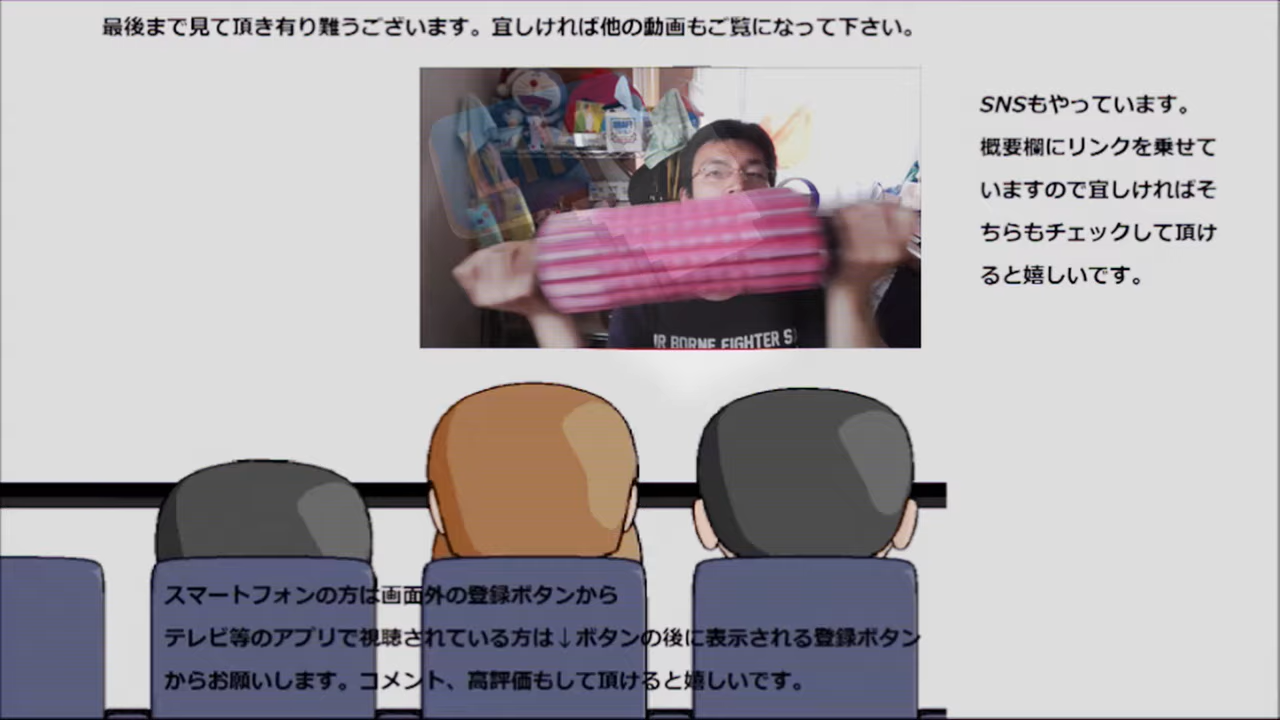 最後まで見て頂き有り難うございます。宜しければ他の動画もご覧になって下さい。
SNSもやっています。
概要欄にリンクを乗せて
いますので宜しければそ
ちらもチェックして頂け
ると嬉しいです。
BORNE FIGHTER
スマートフォンの方は画面外の登録ボタンから
テレビ等のアプリで視聴されている方は↓ボタンの後に表示される登録ボタン
からお願いします。コメント、高評価もして頂けると嬉しいです。